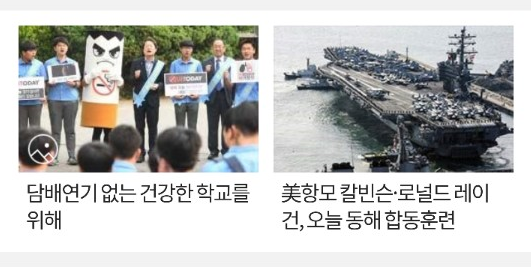 담배연기 없는 건강한 학교를
위해
美항모 칼빈슨·로널드 레이
건, 오늘 동해 합동훈련